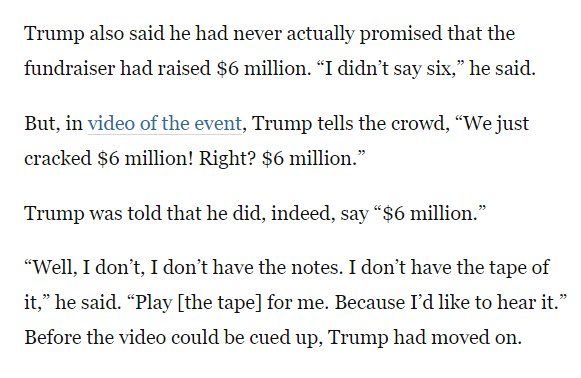 Trump also said he had never actually promised that the
fundraiser had raised $6 million. “I didn’t say six,” he said.
But, in video of the event, Trump tells the crowd, “We just
cracked $6 million! Right? $6 million.”
Trump was told that he did, indeed, say “$6 million.”
“Well, I don’t, I don’t have the notes. I don’t have the tape of
it,” he said. “Play [the tape] for me. Because I’d like to hear it.”
Before the video could be cued up, Trump had moved on.